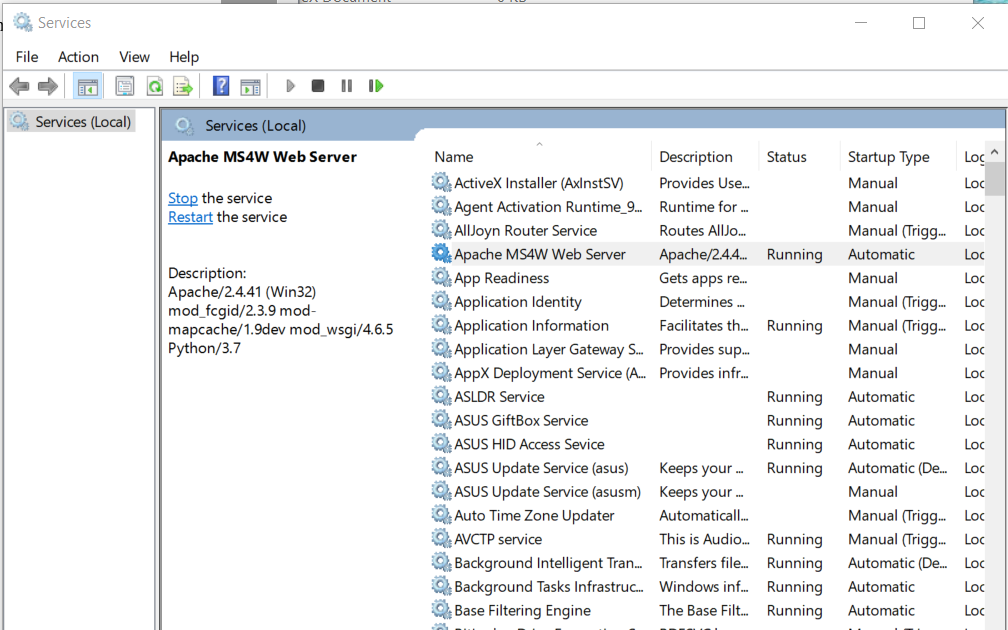 Services
File Action View Help
Services (Local)
Services (Local)
Apache MS4W Web Server
Stop the service
Restart the service
Description:
Apache/2.4.41 (Win32)
mod_fcgid/2.3.9 mod-
mapcache/1.9dev mod_wsgi/4.6.5
Python/3.7
Name Description Status Startup Type Log
ActiveX Installer (AxInstSV) Provides Use... Manual Loc
Agent Activation Runtime_9... Runtime for ... Manual Loc
AllJoyn Router Service Routes AllJo... Manual (Trigg... Loc
Apache MS4W Web Server Apache/2.4.4... Running Automatic Loc
App Readiness Gets apps re... Manual Loc
Application Identity Determines ... Manual (Trigg... Loc
Application Information Facilitates th... Running Manual (Trigg... Loc
Application Layer Gateway S... Provides sup... Manual Loc
AppX Deployment Service (A... Provides infr... Manual Loc
ASLDR Service Running Automatic Loc
ASUS GiftBox Service Running Automatic Loc
ASUS HID Access Sevice Running Automatic Loc
ASUS Update Service (asus) Keeps your ... Running Automatic (De... Loc
ASUS Update Service (asusm) Keeps your ... Manual Loc
Auto Time Zone Updater Automaticall... Manual (Trigg... Loc
AVCTP service This is Audio... Running Manual (Trigg... Loc
Background Intelligent Tran... Transfers file... Running Automatic (De... Loc
Background Tasks Infrastruc... Windows inf... Running Automatic Loc
Base Filtering Engine The Base Filt... Running Automatic Loc